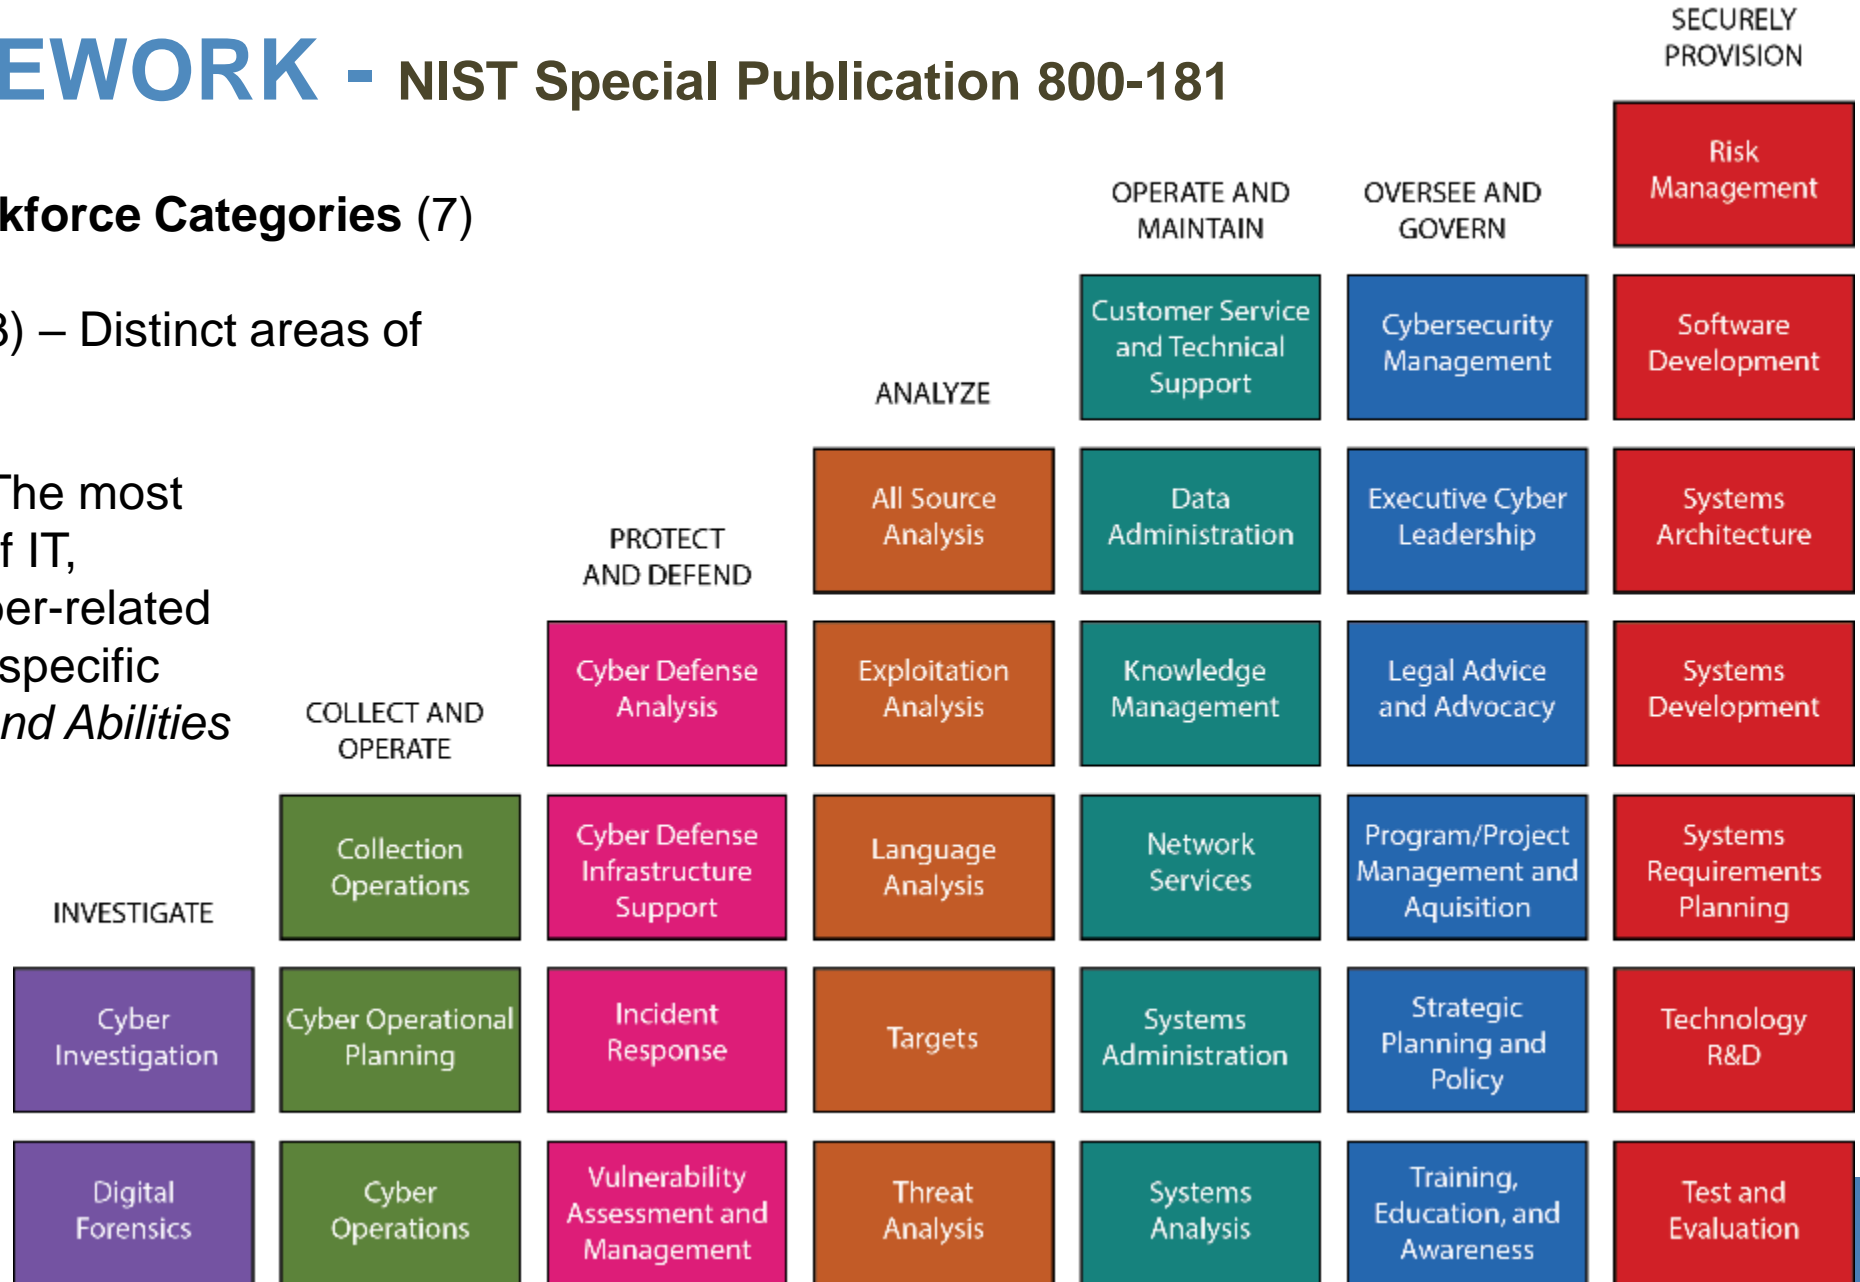 EWORK - NIST Special Publication 800-181
kforce Categories (7)
8) – Distinct areas of
The most
f IT,
ber-related
specific
nd Abilities
INVESTIGATE
Cyber
Investigation
Digital
Forensics
COLLECT AND
OPERATE
Collection
Operations
Cyber Operational
Planning
Cyber
Operations
PROTECT
AND DEFEND
Cyber Defense
Analysis
Cyber Defense
Infrastructure
Support
Incident
Response
Vulnerability
Assessment and
Management
ANALYZE
All Source
Analysis
Exploitation
Analysis
Language
Analysis
Targets
Threat
Analysis
OPERATE AND
MAINTAIN
Customer Service
and Technical
Support
Data
Administration
Knowledge
Management
Network
Services
Systems
Administration
Systems
Analysis
OVERSEE AND
GOVERN
Cybersecurity
Management
Executive Cyber
Leadership
Legal Advice
and Advocacy
Program/Project
Management and
Aquisition
Strategic
Planning and
Policy
Training,
Education, and
Awareness
SECURELY
PROVISION
Risk
Management
Software
Development
Systems
Architecture
Systems
Development
Systems
Requirements
Planning
Technology
R&D
Test and
Evaluation